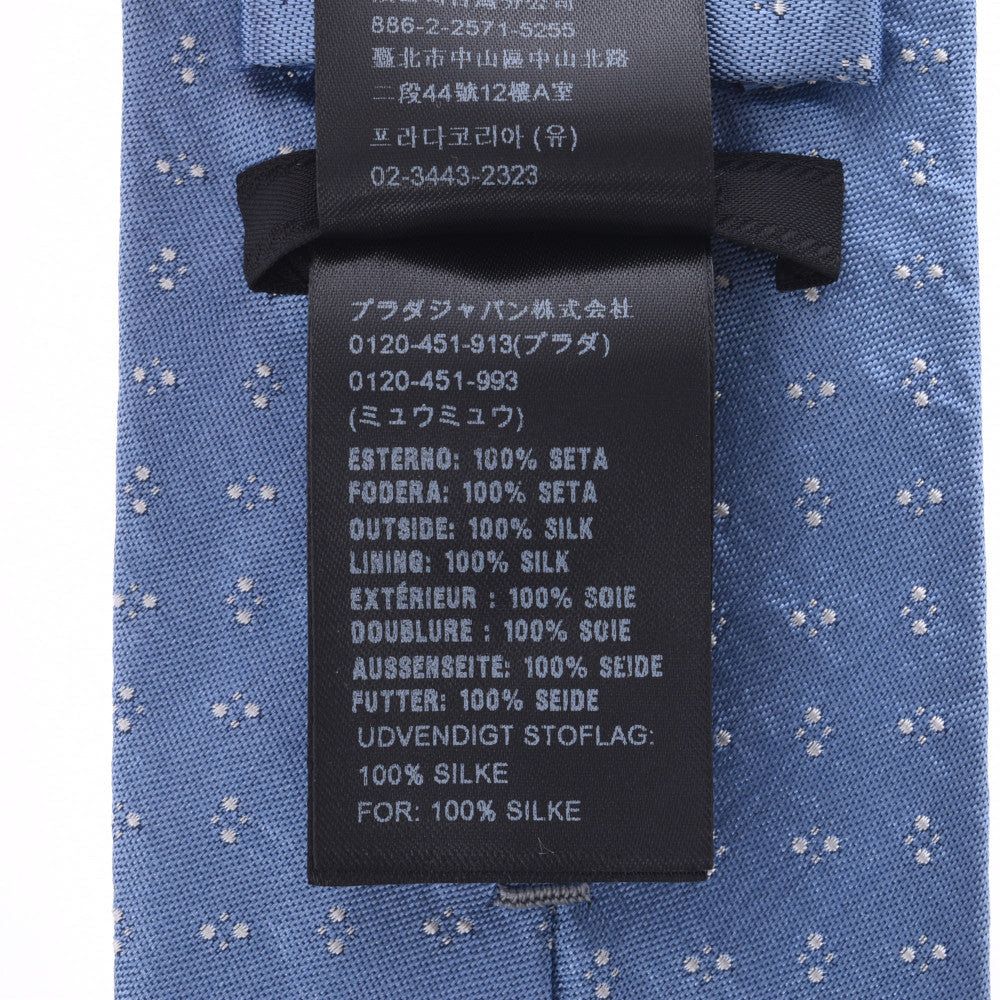 886-2-2571-5255
臺北市中山區中山北路
二段44號12樓A室
프라다코리아 (유)
02-3443-2323
プラダジャパン株式会社
0120-451-913(プラダ)
0120-451-993
(ミュウミュウ)
ESTERNO: 100% SETA
FODERA: 100% SETA
OUTSIDE: 100% SILK
LINING: 100% SILK
EXTÉRIEUR : 100% SOIE
DOUBLURE : 100% SOIE
AUSSENSEITE: 100% SEIDE
FUTTER: 100% SEIDE
UDVENDIGT STOFLAG:
100% SILKE
FOR: 100% SILKE